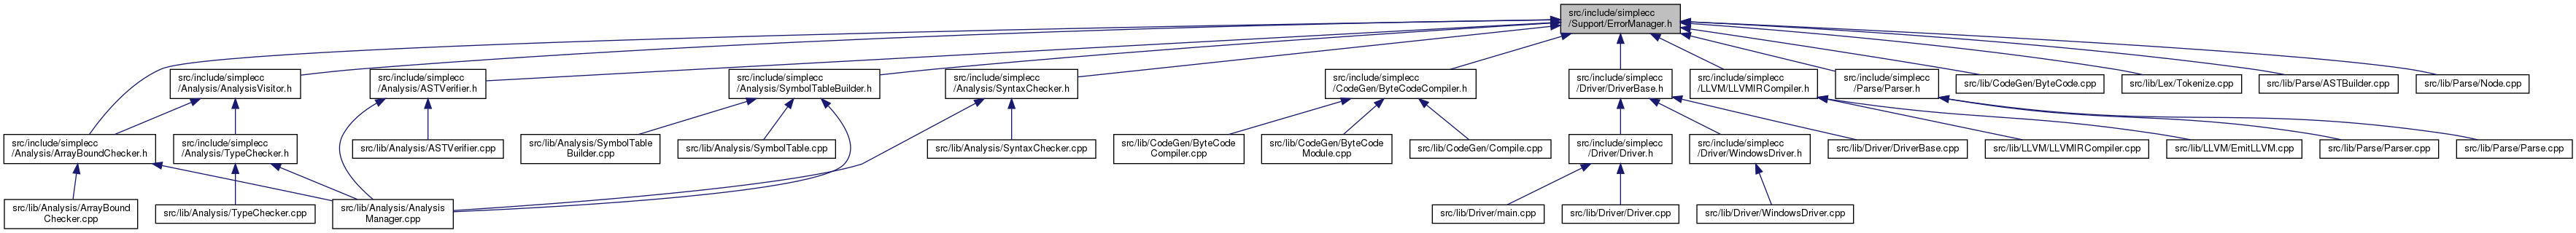 src/include/simplecc
/Support/ErrorManager.h
src/include/simplecc
/Analysis/AnalysisVisitor.h
src/include/simplecc
/Analysis/ASTVerifier.h
src/include/simplecc
/Analysis/SymbolTableBuilder.h
src/include/simplecc
/Analysis/SyntaxChecker.h
src/include/simplecc
/CodeGen/ByteCodeCompiler.h
src/include/simplecc
/Driver/DriverBase.h
src/include/simplecc
/LLVM/LLVMIRCompiler.h
src/include/simplecc
/Parse/Parser.h
src/lib/CodeGen/ByteCode.cpp
src/lib/Lex/Tokenize.cpp
src/lib/Parse/ASTBuilder.cpp
src/lib/Parse/Node.cpp
src/include/simplecc
/Analysis/ArrayBoundChecker.h
src/include/simplecc
/Analysis/TypeChecker.h
src/lib/Analysis/ASTVerifier.cpp
src/lib/Analysis/SymbolTable
Builder.cpp
src/lib/Analysis/SymbolTable.cpp
src/lib/Analysis/SyntaxChecker.cpp
src/lib/CodeGen/ByteCode
Compiler.cpp
src/lib/CodeGen/ByteCode
Module.cpp
src/lib/CodeGen/Compile.cpp
src/include/simplecc
/Driver/Driver.h
src/include/simplecc
/Driver/WindowsDriver.h
src/lib/Driver/DriverBase.cpp
src/lib/LLVM/LLVMIRCompiler.cpp
src/lib/LLVM/EmitLLVM.cpp
src/lib/Parse/Parser.cpp
src/lib/Parse/Parse.cpp
src/lib/Analysis/ArrayBound
Checker.cpp
src/lib/Analysis/TypeChecker.cpp
src/lib/Analysis/Analysis
Manager.cpp
src/lib/Driver/main.cpp
src/lib/Driver/Driver.cpp
src/lib/Driver/WindowsDriver.cpp